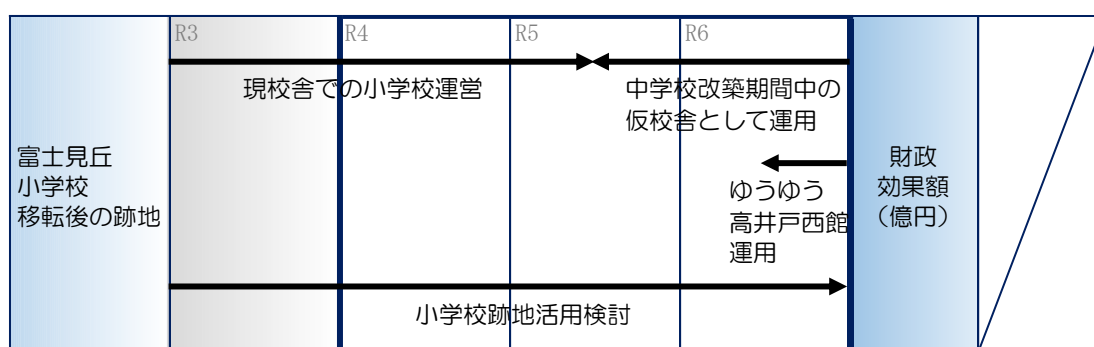 R3
R4
R5
R6
現校舎での小学校運営
中学校改築期間中の
仮校舎として運用
富士見丘
小学校
移転後の跡地
ゆうゆう
高井戸西館
運用
財政
効果額
（億円）
小学校跡地活用検討